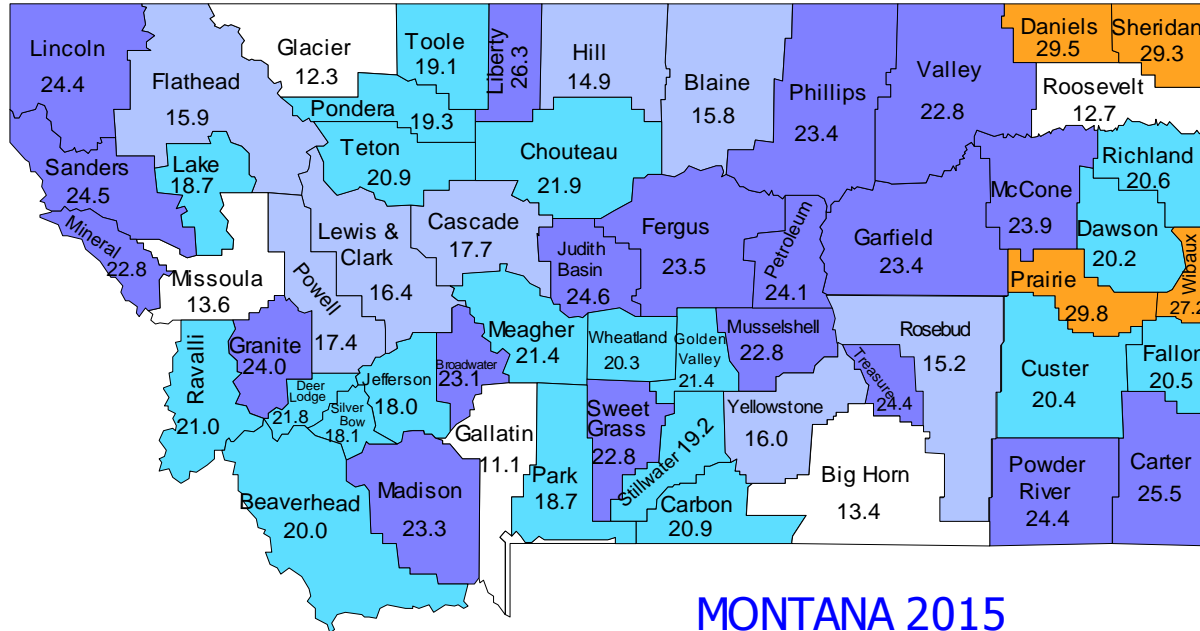 Lincoln
24.4
Flathead
15.9
Glacier
12.3
Toole
19.1
Liberty
26.3
Hill
14.9
Blaine
15.8
Phillips
23.4
Valley
22.8
Daniels
29.5
Sheridan
29.3
Roosevelt
12.7
Pondera
19.3
Teton
20.9
Chouteau
21.9
Sanders
24.5
Lake
18.7
Mineral
22.8
Missoula
13.6
Powell
17.4
Lewis &
Clark
16.4
Cascade
17.7
Judith
Basin
24.6
Fergus
23.5
Petroleum
24.1
Garfield
23.4
McCone
23.9
Richland
20.6
Dawson
20.2
Prairie
29.8
Wibaux
27.2
Ravalli
21.0
Granite
24.0
Deer
Lodge
21.8
Silver
Bow
18.1
Jefferson
18.0
Broadwater
23.1
Meagher
21.4
Wheatland
20.3
Golden
Valley
21.4
Musselshell
22.8
Treasure
24.4
Rosebud
15.2
Custer
20.4
Fallon
20.5
Beaverhead
20.0
Madison
23.3
Gallatin
11.1
Park
18.7
Sweet
Grass
22.8
Stillwater 19.2
Yellowstone
16.0
Carbon
20.9
Big Horn
13.4
Powder
River
24.4
Carter
25.5
MONTANA 2015